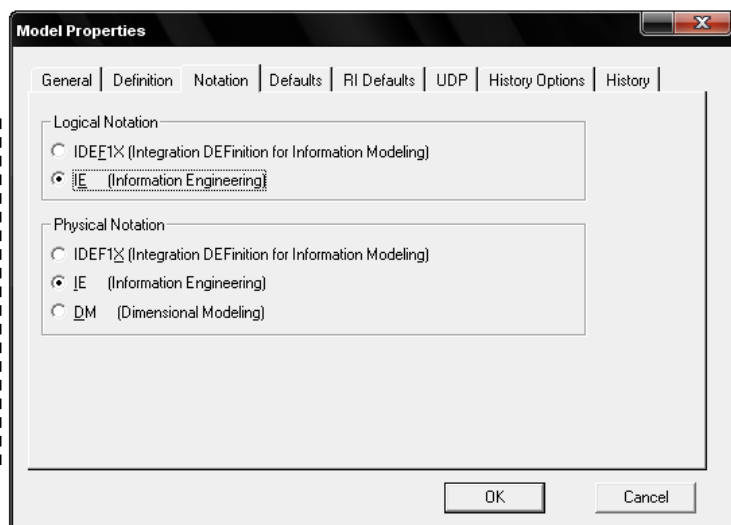 Model Properties
General Definition Notation Defaults RI Defaults UDP History Options History
Logical Notation
IDEF1X (Integration DEFinition for Information Modeling)
IE (Information Engineering)
Physical Notation
IDEF1X (Integration DEFinition for Information Modeling)
IE (Information Engineering)
DM (Dimensional Modeling)
OK Cancel